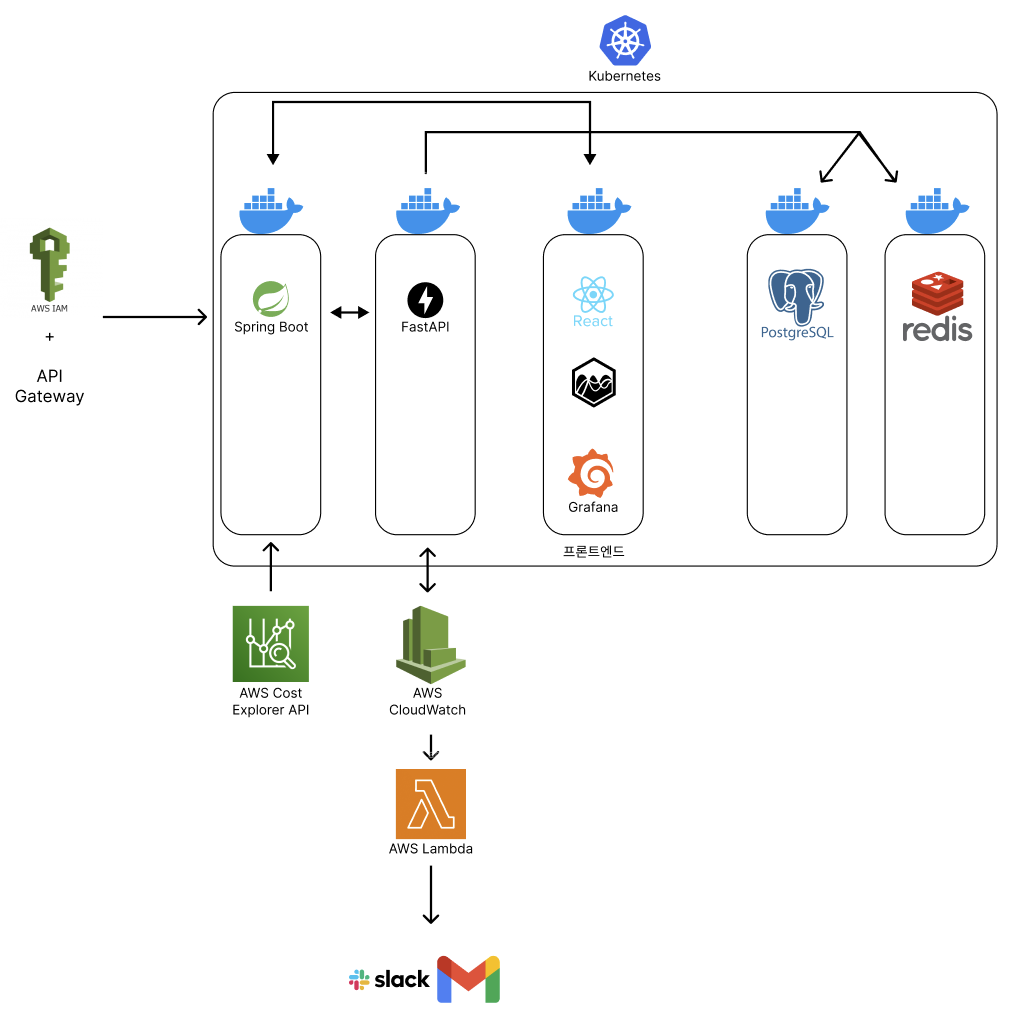 Kubernetes
AWS IAM
+
API
Gateway
Spring Boot
FastAPI
React
PostgreSQL
redis
Grafana
프론트엔드
AWS Cost
Explorer API
AWS
CloudWatch
AWS Lambda
slack